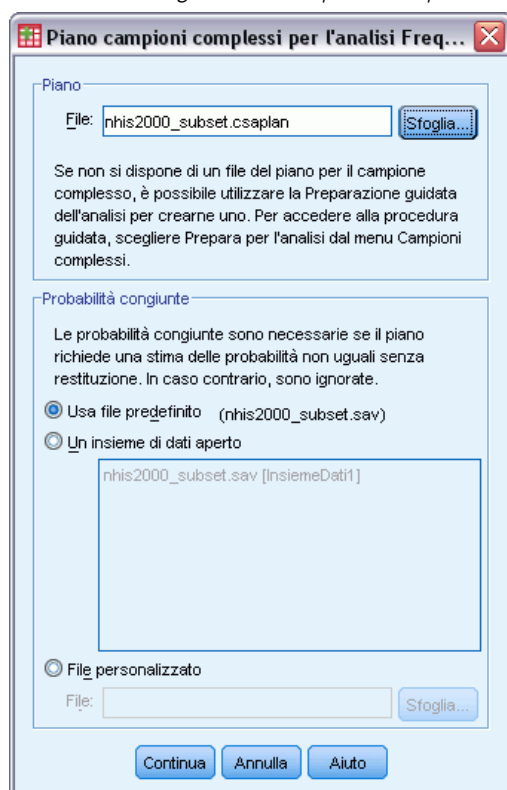 Piano campioni complessi per l'analisi Freq...
Piano
File: nhis2000_subset.csaplan Sfoglia...
Se non si dispone di un file del piano per il campione
complesso, è possibile utilizzare la Preparazione guidata
dell'analisi per crearne uno. Per accedere alla procedura
guidata, scegliere Prepara per l'analisi dal menu Campioni
complessi.
Probabilità congiunte
Le probabilità congiunte sono necessarie se il piano
richiede una stima delle probabilità non uguali senza
restituzione. In caso contrario, sono ignorate.
Usa file predefinito (nhis2000_subset.sav)
Un insieme di dati aperto
nhis2000_subset.sav [InsiemeDati1]
File personalizzato
File: Sfoglia...
Continua Annulla Aiuto